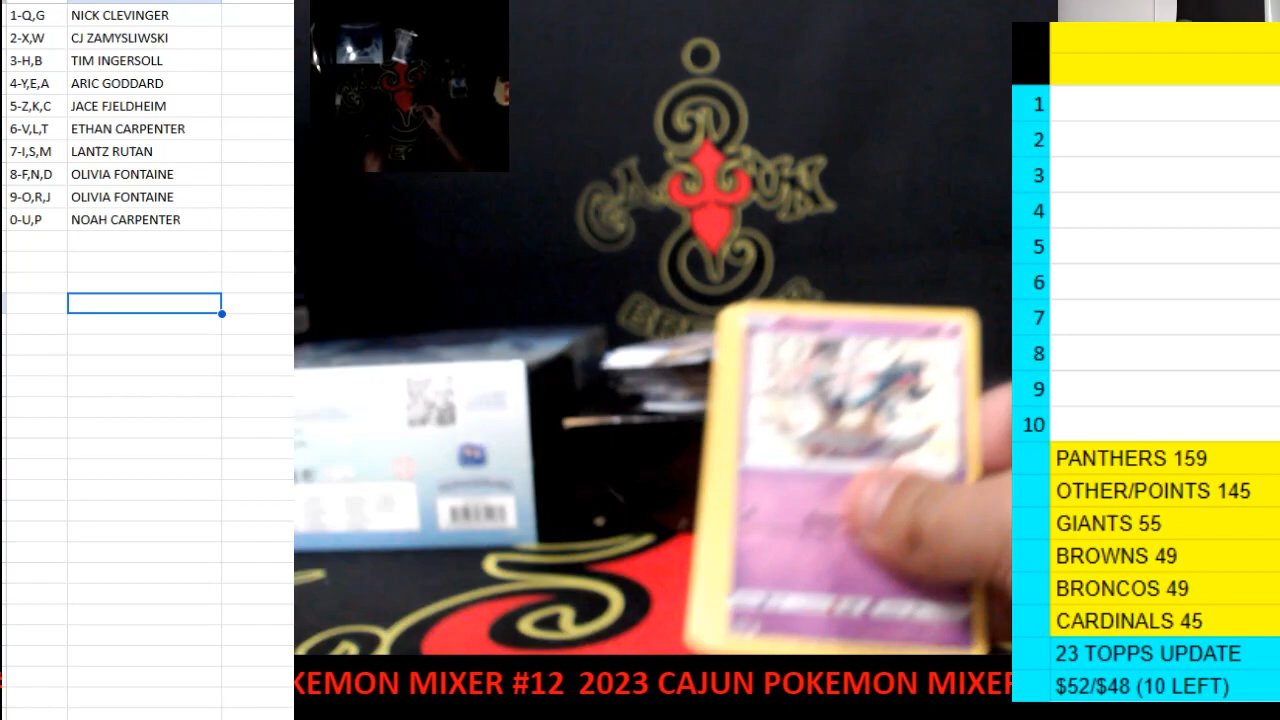 1-Q,G NICK CLEVINGER
2-X,W CJ ZAMYSLIWSKI
3-H,B TIM INGERSOLL
4-Y,E,A ARIC GODDARD
5-Z,K,C JACE FJELDHEIM
6-V,L,T ETHAN CARPENTER
7-I,S,M LANTZ RUTAN
8-F,N,D OLIVIA FONTAINE
9-O,R,J OLIVIA FONTAINE
0-U,P NOAH CARPENTER
CAJUN
1
2
3
4
5
6
7
8
9
10
PANTHERS 159
OTHER/POINTS 145
GIANTS 55
BROWNS 49
BRONCOS 49
CARDINALS 45
23 TOPPS UPDATE
$52/$48 (10 LEFT)
KEMON MIXER #12 2023 CAJUN POKEMON MIXER